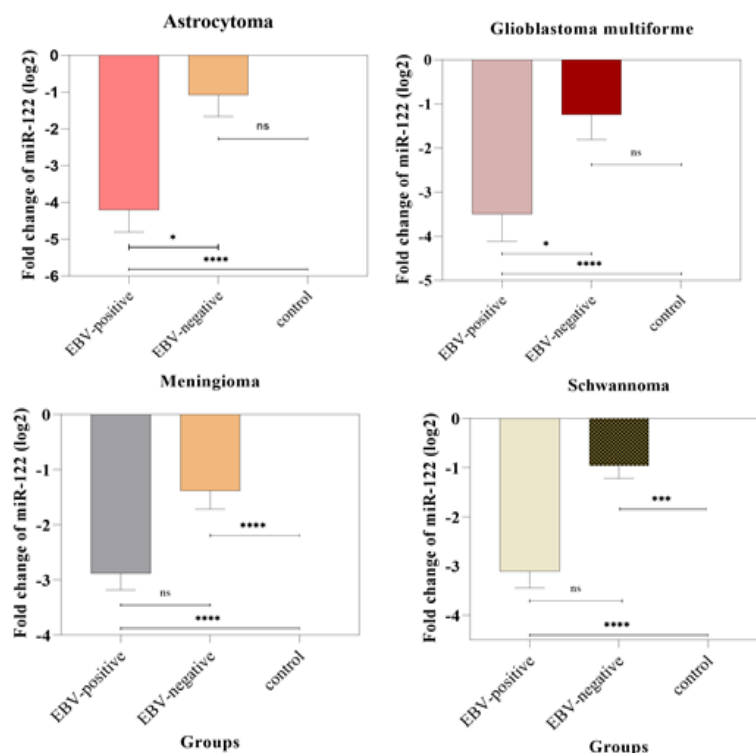 Astrocytoma
Fold change of miR-122 (log2)
0
-1
-2
-3
-4
-5
-6
ns
*
****
EBV-positive
EBV-negative
control
Glioblastoma multiforme
Fold change of miR-122 (log2)
0
-1
-2
-3
-4
-5
ns
*
****
EBV-positive
EBV-negative
control
Meningioma
Fold change of miR-122 (log2)
0
-1
-2
-3
-4
****
ns
****
EBV-positive
EBV-negative
control
Groups
Schwannoma
Fold change of miR-122 (log2)
0
-1
-2
-3
-4
***
ns
****
EBV-positive
EBV-negative
control
Groups